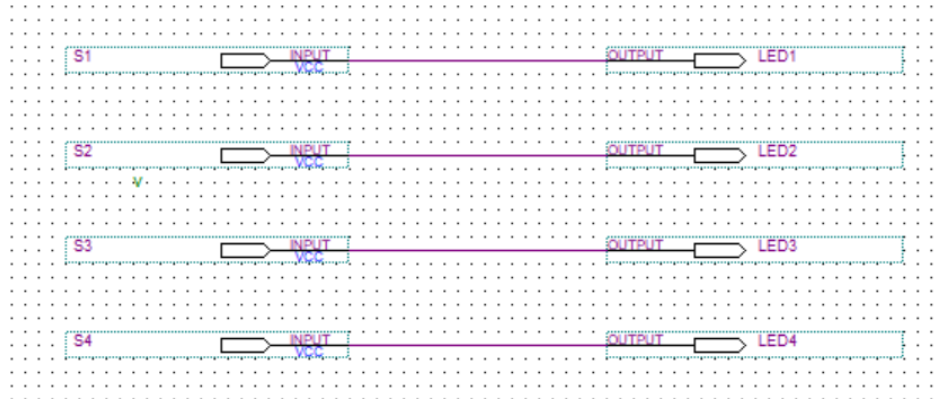 S1 INPUT VCC OUTPUT LED1
S2 INPUT VCC OUTPUT LED2
V
S3 INPUT VCC OUTPUT LED3
S4 INPUT VCC OUTPUT LED4